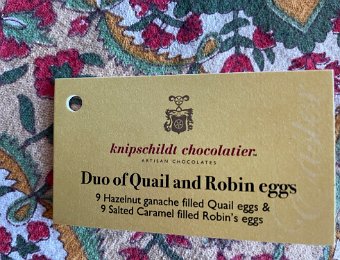 knipschildt chocolatier™
ARTISAN CHOCOLATES
Duo of Quail and Robin eggs
9 Hazelnut ganache filled Quail eggs &
9 Salted Caramel filled Robin's eggs